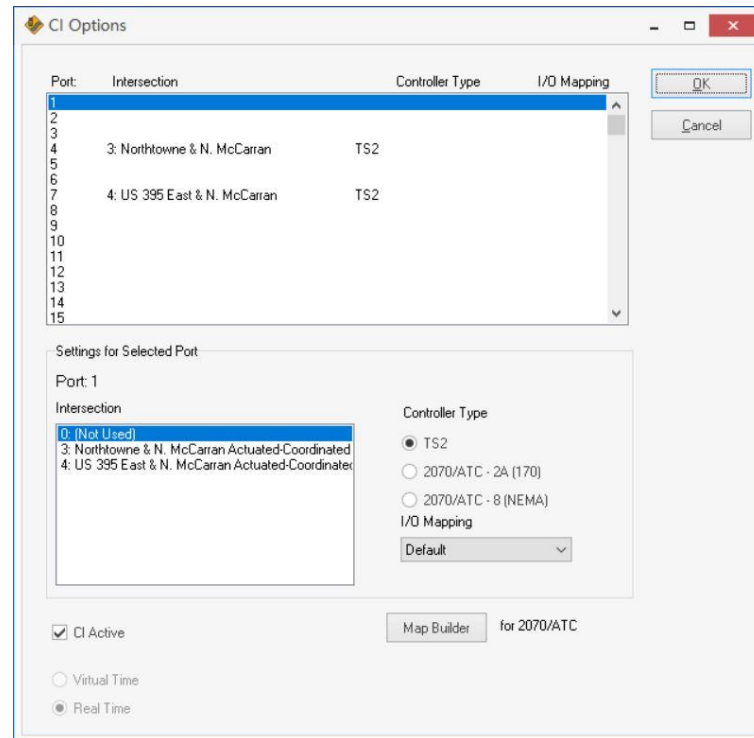 CI Options
Port: Intersection Controller Type I/O Mapping
OK
1
Cancel
2
3
4 3: Northtowne & N. McCarran TS2
5
6
7 4: US 395 East & N. McCarran TS2
8
9
10
11
12
13
14
15
Settings for Selected Port
Port: 1
Intersection
0: (Not Used)
3: Northtowne & N. McCarran Actuated-Coordinated
4: US 395 East & N. McCarran Actuated-Coordinated
Controller Type
TS2
2070/ATC - 2A (170)
2070/ATC - 8 (NEMA)
I/O Mapping
Default
CI Active
Map Builder for 2070/ATC
Virtual Time
Real Time